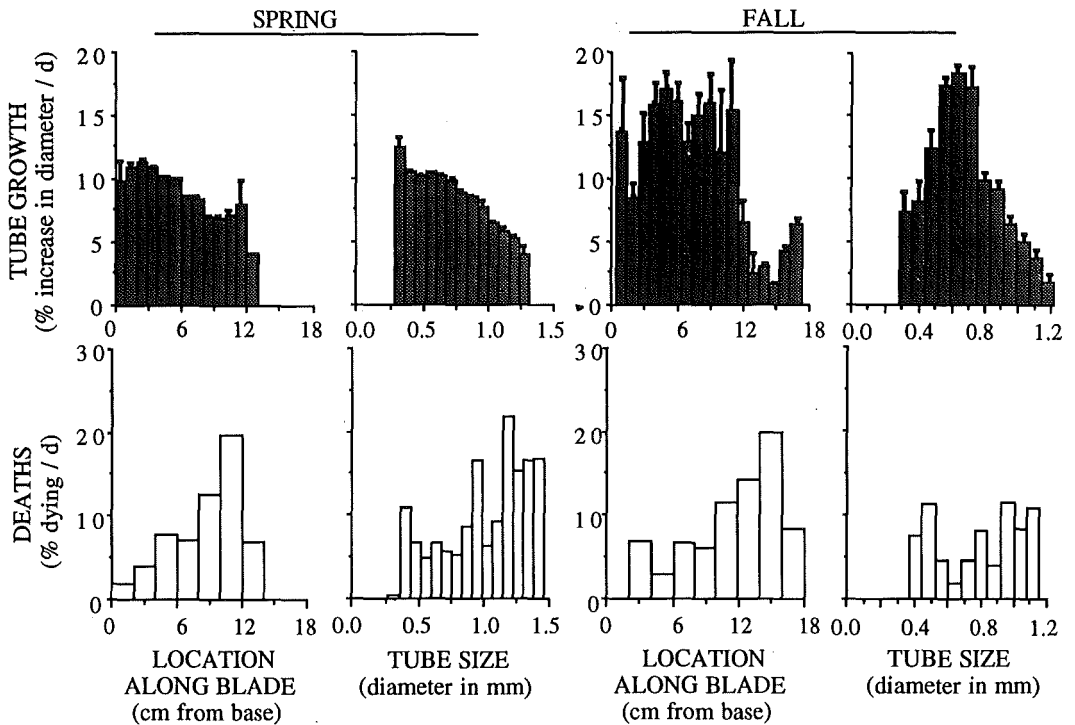 SPRING
FALL
TUBE GROWTH
(% increase in diameter / d)
20
15
10
5
0
0 6 12 18
0.0 0.5 1.0 1.5
20
15
10
5
0
0 6 12 18
0.0 0.4 0.8 1.2
DEATHS
(% dying / d)
30
20
10
0
0 6 12 18
0.0 0.5 1.0 1.5
30
20
10
0
0 6 12 18
0.0 0.4 0.8 1.2
LOCATION
ALONG BLADE
(cm from base)
TUBE SIZE
(diameter in mm)
LOCATION
ALONG BLADE
(cm from base)
TUBE SIZE
(diameter in mm)